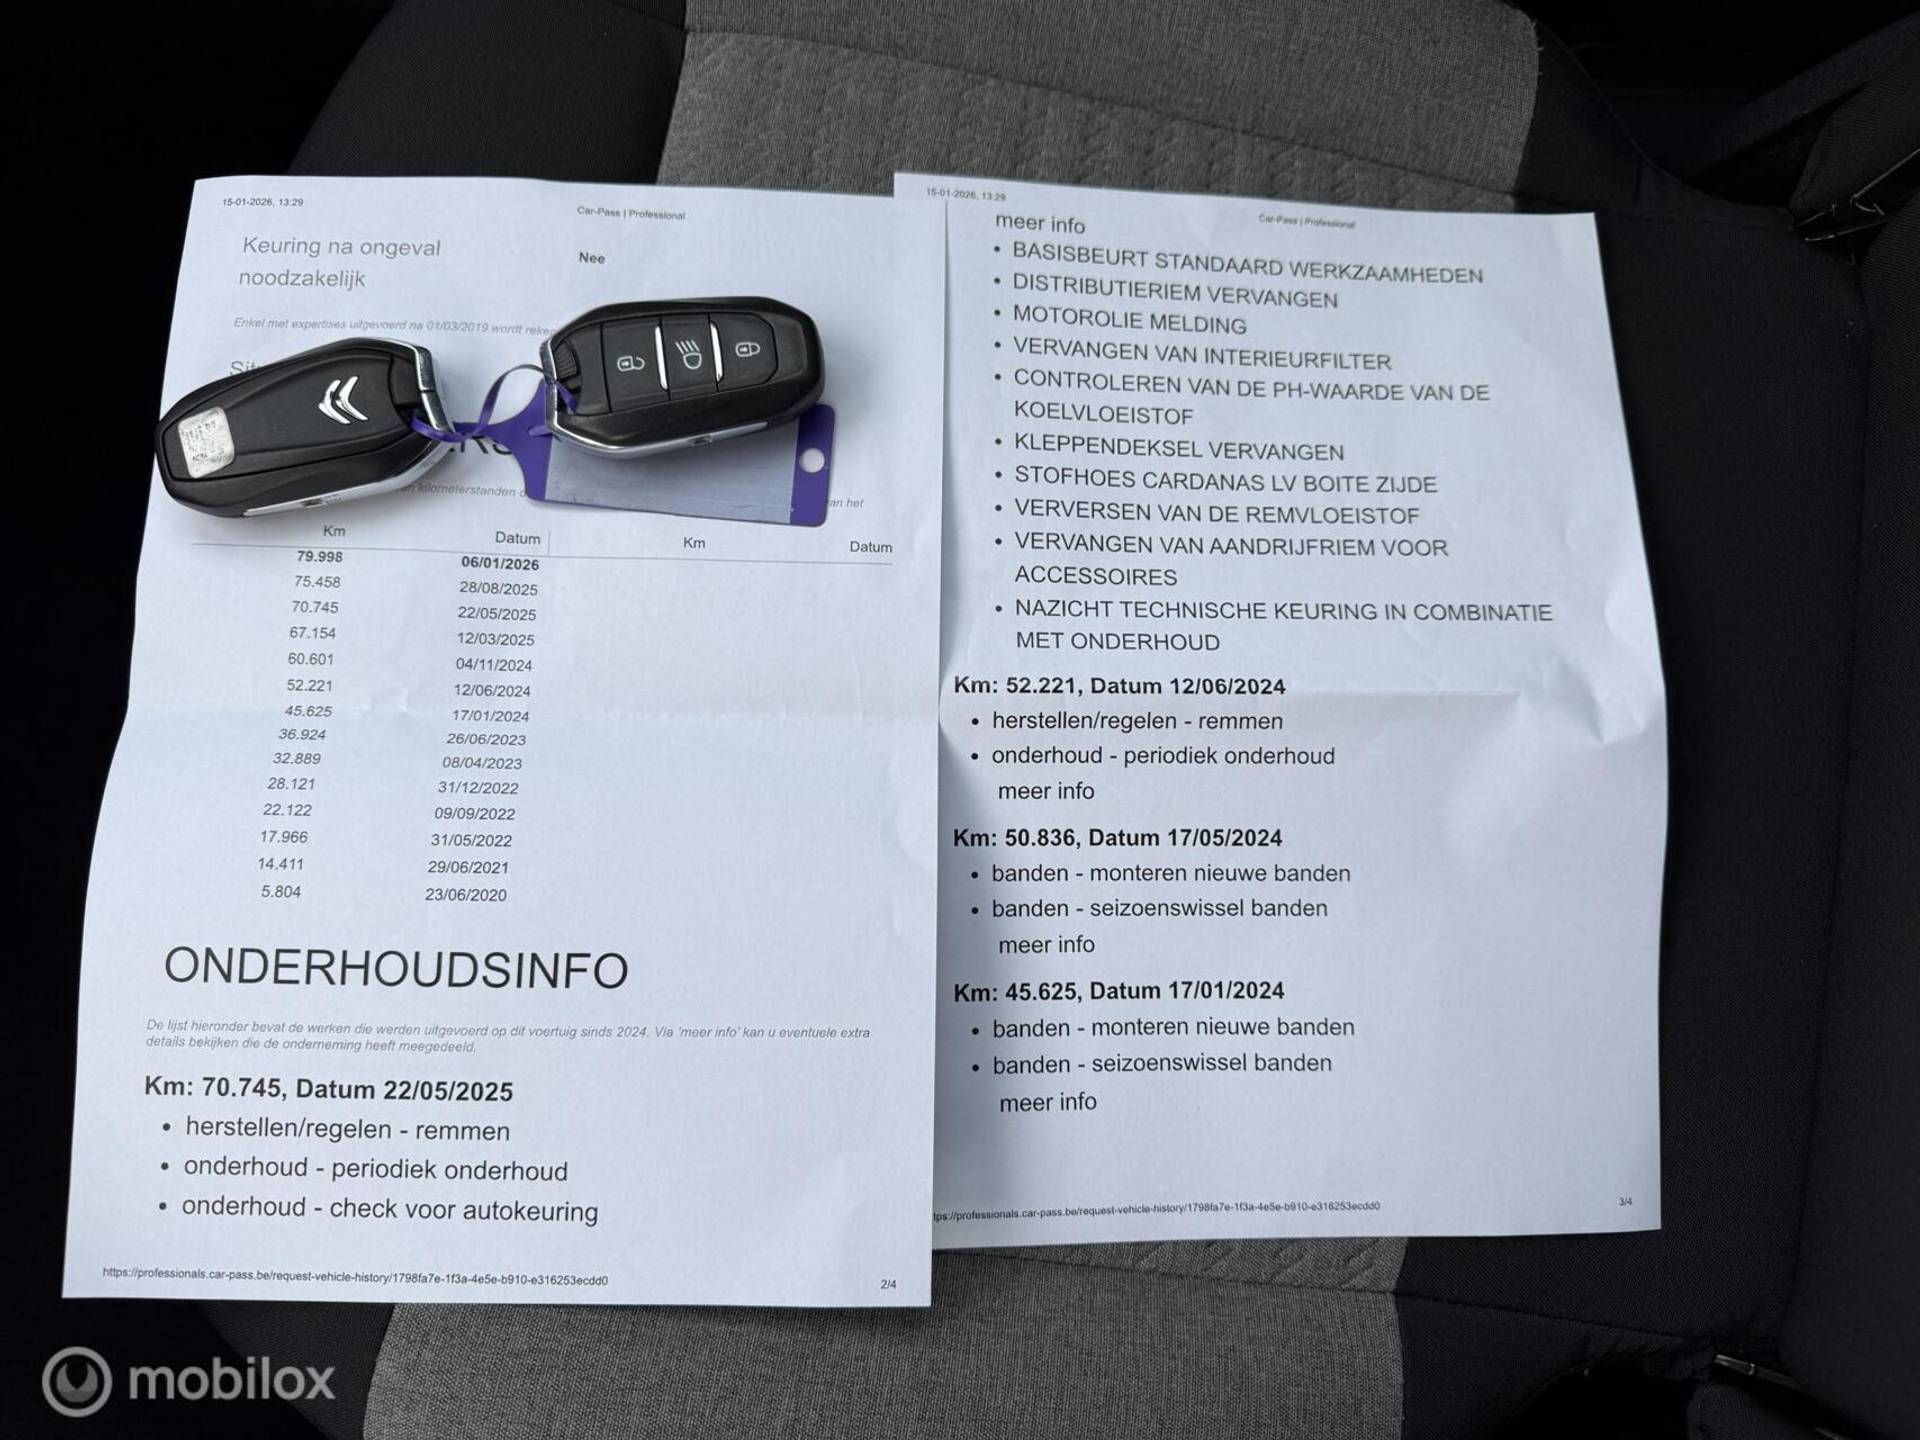 15-01-2026, 13:29
Car-Pass | Professional
Keuring na ongeval
noodzakelijk
Nee
Enkel met expertises uitgevoerd na 01/03/2019 wordt
kilometerstanden
van het
Km Datum Km Datum
79.998 06/01/2026
75.458 28/08/2025
70.745 22/05/2025
67.154 12/03/2025
60.601 04/11/2024
52.221 12/06/2024
45.625 17/01/2024
36.924 26/06/2023
32.889 08/04/2023
28.121 31/12/2022
22.122 09/09/2022
17.966 31/05/2022
14.411 29/06/2021
5.804 23/06/2020
ONDERHOUDSINFO
De lijst hieronder bevat de werken die werden uitgevoerd op dit voertuig sinds 2024. Via 'meer info' kan u eventuele extra
details bekijken die de onderneming heeft meegedeeld.
Km: 70.745, Datum 22/05/2025
• herstellen/regelen - remmen
• onderhoud - periodiek onderhoud
• onderhoud - check voor autokeuring
https://professionals.car-pass.be/request-vehicle-history/1798fa7e-1f3a-4e5e-b910-e316253ecdd0
2/4
15-01-2026, 13:29
Car-Pass | Professional
meer info
• BASISBEURT STANDAARD WERKZAAMHEDEN
• DISTRIBUTIERIEM VERVANGEN
• MOTOROLIE MELDING
• VERVANGEN VAN INTERIEURFILTER
• CONTROLEREN VAN DE PH-WAARDE VAN DE
KOELVLOEISTOF
• KLEPPENDEKSEL VERVANGEN
• STOFHOES CARDANAS LV BOITE ZIJDE
• VERVERSEN VAN DE REMVLOEISTOF
• VERVANGEN VAN AANDRIJFRIEM VOOR
ACCESSOIRES
• NAZICHT TECHNISCHE KEURING IN COMBINATIE
MET ONDERHOUD
Km: 52.221, Datum 12/06/2024
• herstellen/regelen - remmen
• onderhoud - periodiek onderhoud
meer info
Km: 50.836, Datum 17/05/2024
• banden - monteren nieuwe banden
• banden - seizoenswissel banden
meer info
Km: 45.625, Datum 17/01/2024
• banden - monteren nieuwe banden
• banden - seizoenswissel banden
meer info
tps://professionals.car-pass.be/request-vehicle-history/1798fa7e-1f3a-4e5e-b910-e316253ecdd0
3/4
mobilox